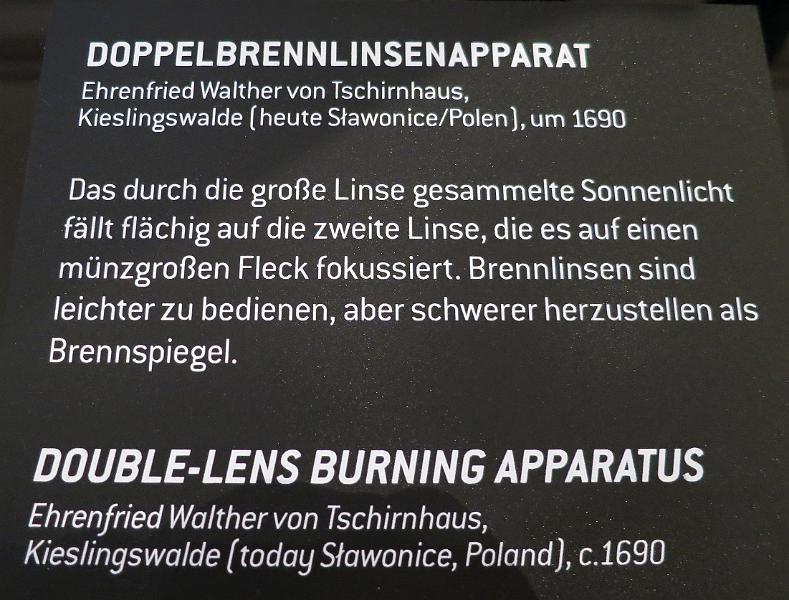 DOPPELBRENNLINSENAPPARAT
Ehrenfried Walther von Tschirnhaus,
Kieslingswalde (heute Sławonice/Polen), um 1690
Das durch die große Linse gesammelte Sonnenlicht
fällt flächig auf die zweite Linse, die es auf einen
münzgroßen Fleck fokussiert. Brennlinsen sind
leichter zu bedienen, aber schwerer herzustellen als
Brennspiegel.
DOUBLE-LENS BURNING APPARATUS
Ehrenfried Walther von Tschirnhaus,
Kieslingswalde (today Sławonice, Poland), c.1690